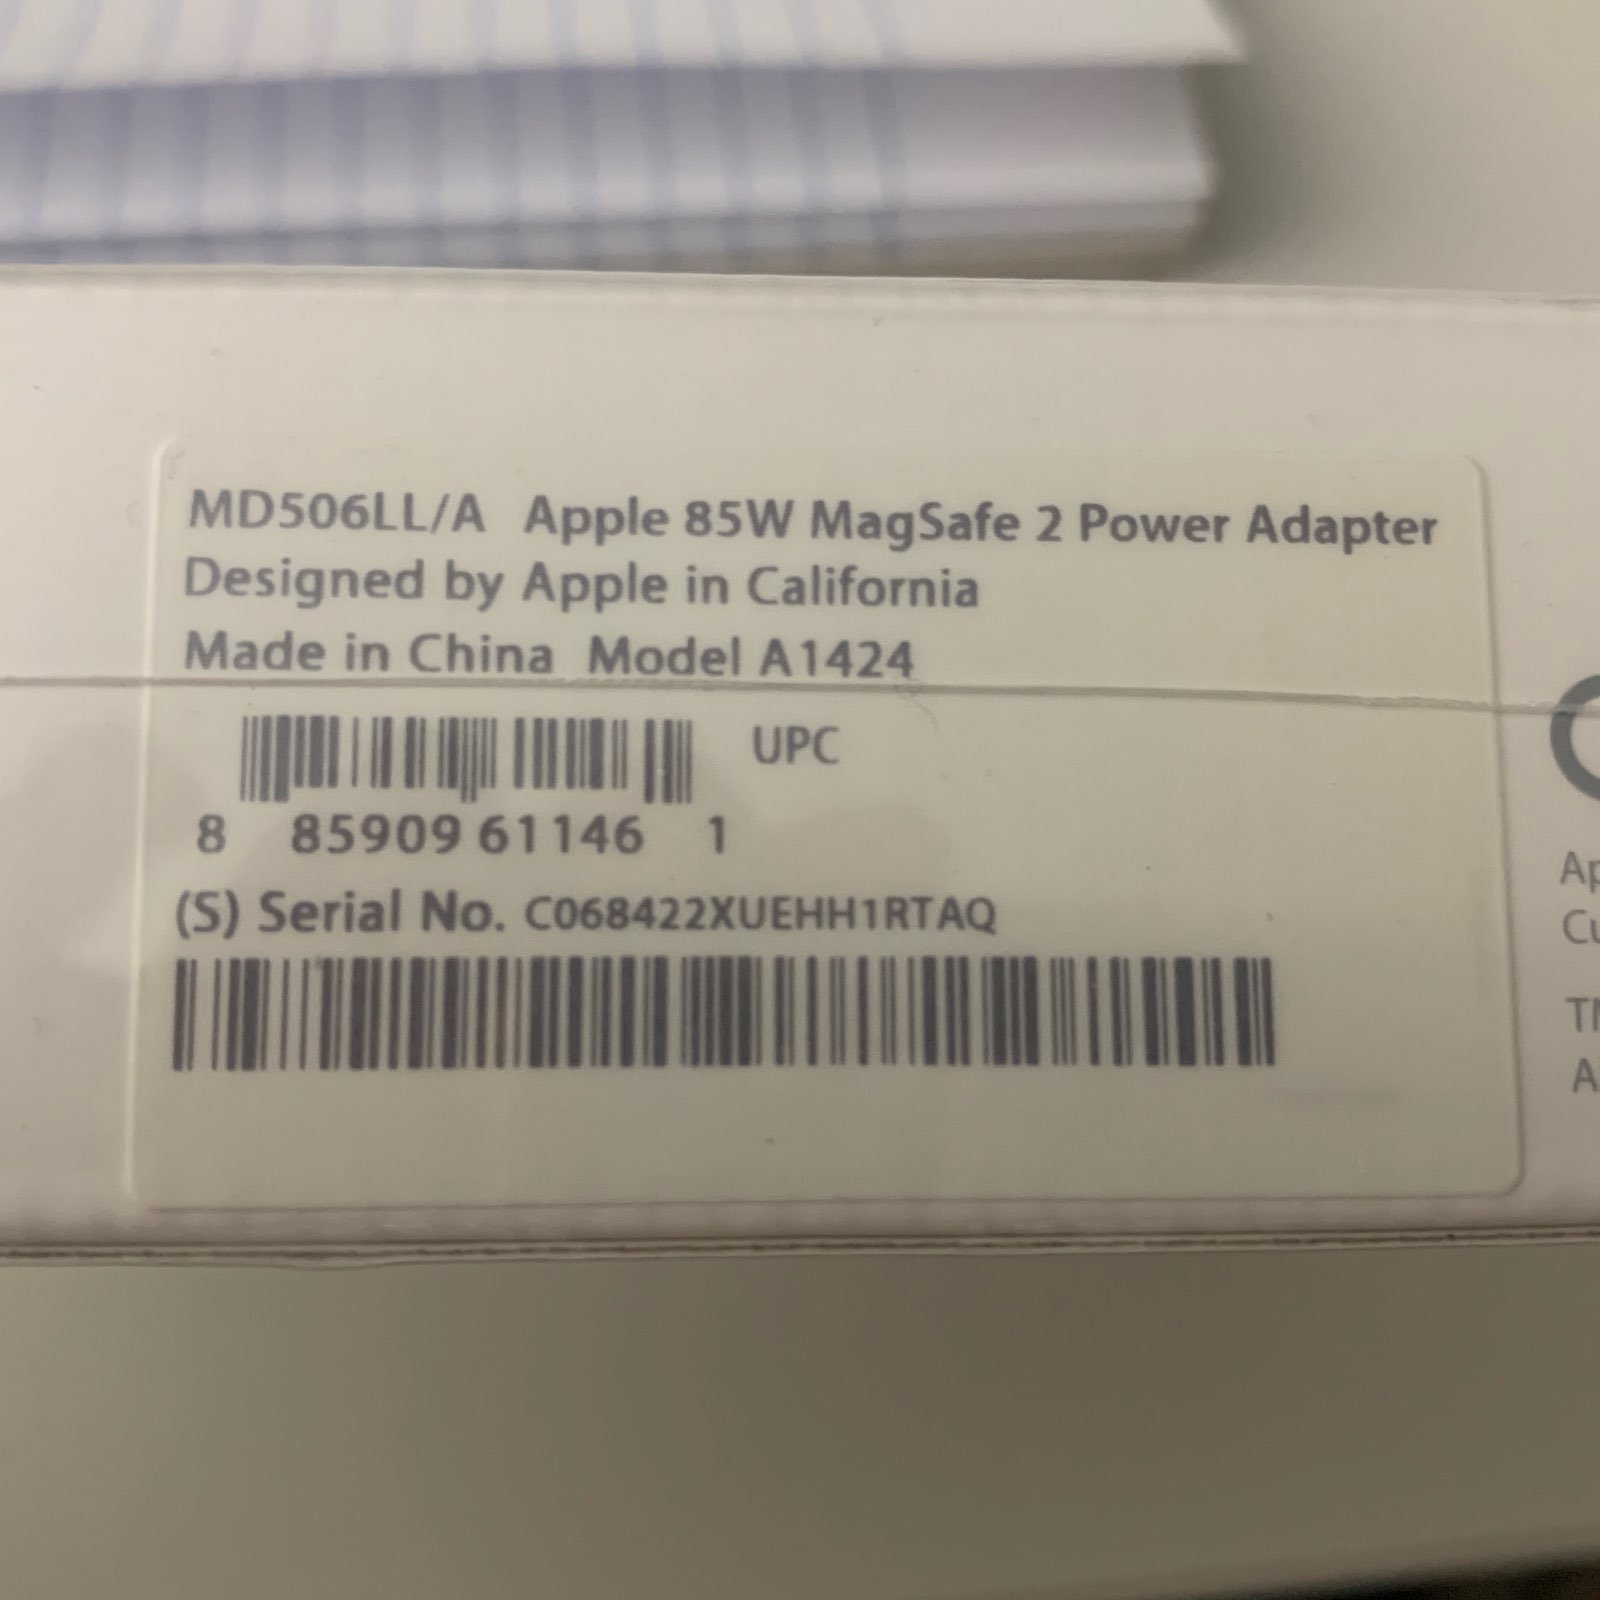 MD506LL/A Apple 85W MagSafe 2 Power Adapter
Designed by Apple in California
Made in China Model A1424
UPC
8 85909 61146 1
(S) Serial No. C068422XUEHH1RTAQ
TM